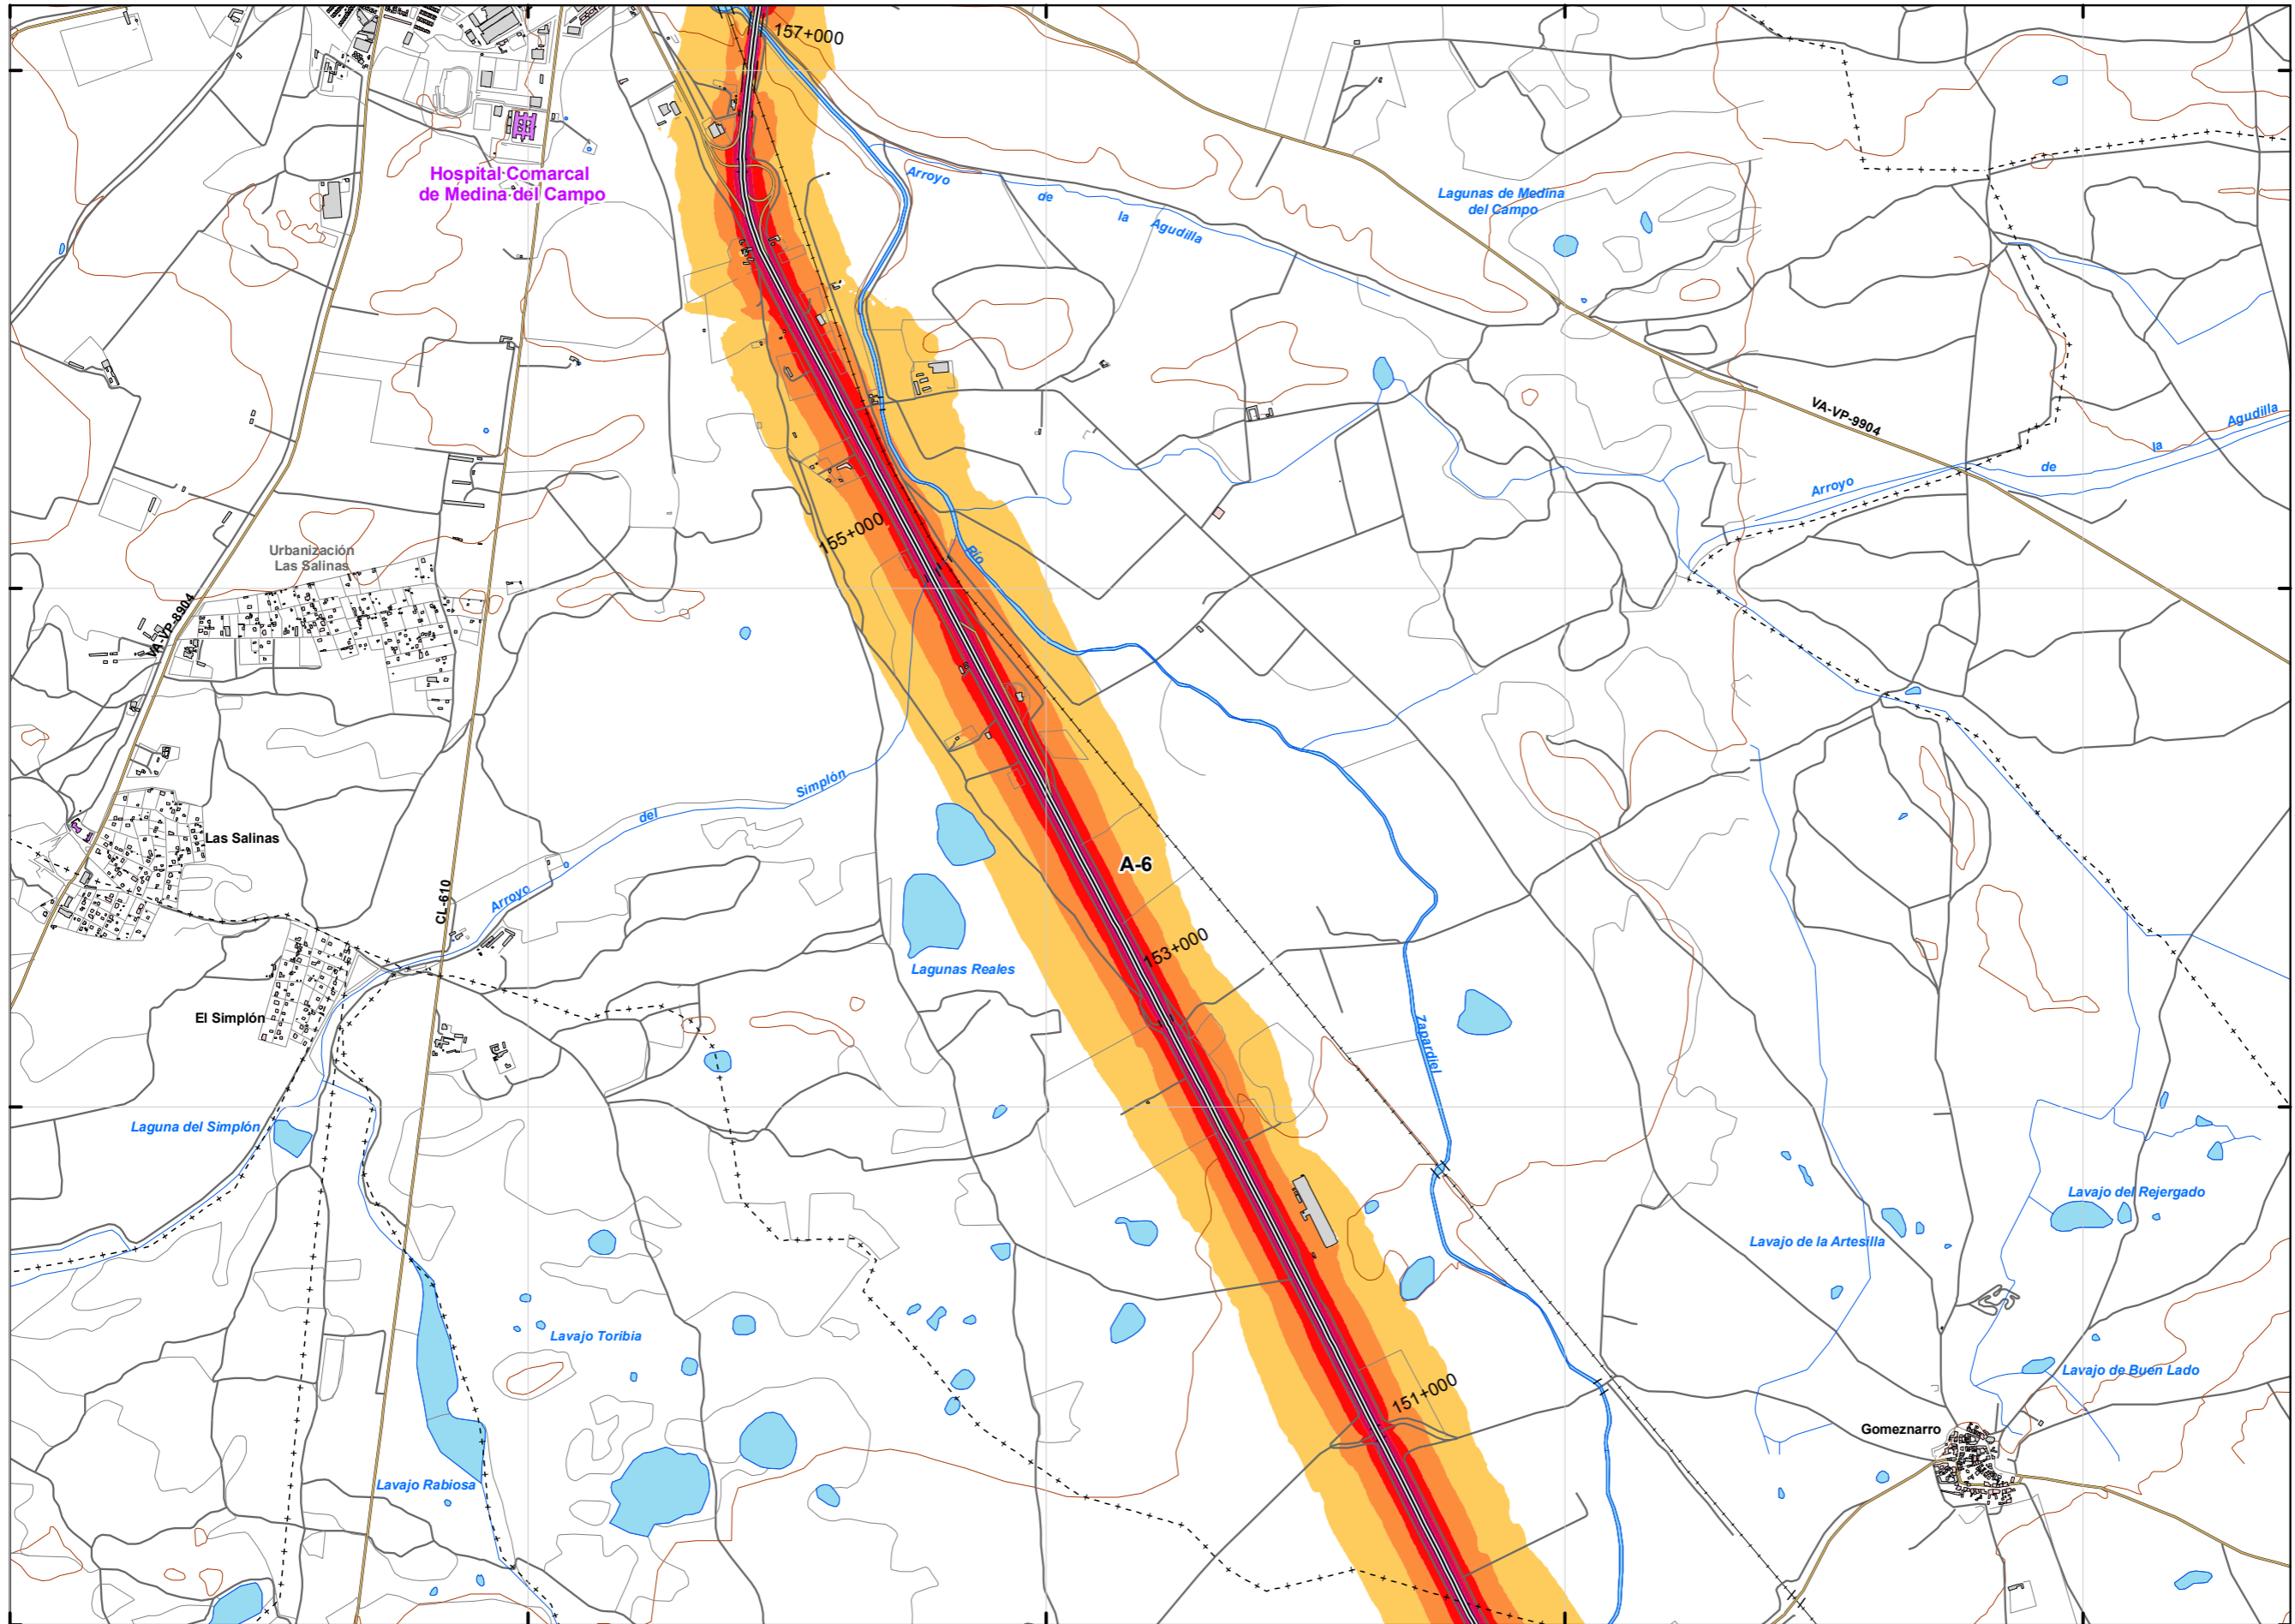 157+000
Hospital Comarcal
de Medina del Campo
Arroyo
de
la
Agudilla
Lagunas de Medina
del Campo
VA-VP-9904
Arroyo
de
la
Agudilla
155+000
Río
Urbanización
Las Salinas
VA-VP-8904
Simplón
del
Arroyo
Las Salinas
A-6
CL-610
153+000
Lagunas Reales
El Simplón
Zapardiel
Laguna del Simplón
Lavajo del Rejergado
Lavajo de la Artesilla
Lavajo Toribia
Lavajo de Buen Lado
151+000
Gomeznarro
Lavajo Rabiosa